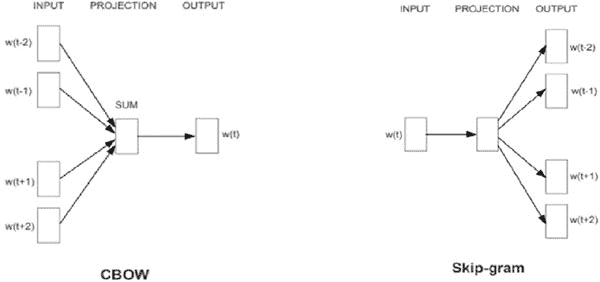 INPUT PROJECTION OUTPUT
w(t-2)
w(t-1)
SUM
w(t)
w(t+1)
w(t+2)
CBOW
INPUT PROJECTION OUTPUT
w(t-2)
w(t-1)
w(t)
w(t+1)
w(t+2)
Skip-gram